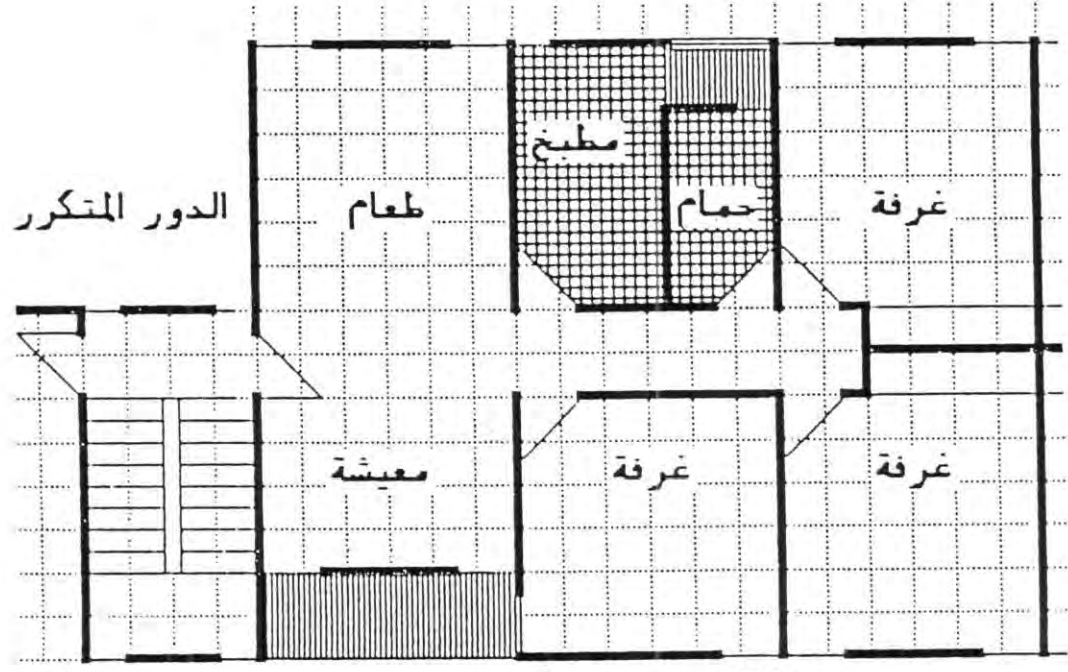 مطبخ
غرفة
حمام
طعام
الدور المتكرر
غرفة
غرفة
معيشة